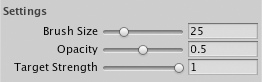 Settings
Brush Size 25
Opacity 0.5
Target Strength 1